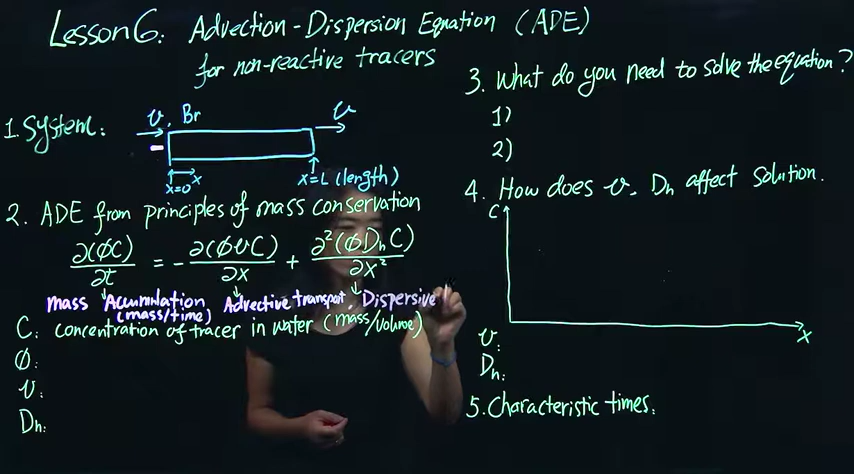 Lesson 6: Advection-Dispersion Equation (ADE)
for non-reactive tracers
1. System:
v, Br
v
x=0
x
x=L (length)
2. ADE from principles of mass conservation
∂(ØC)/∂t = - ∂(ØvC)/∂x + ∂²(ØDhC)/∂x²
mass Accumulation, Advective transport, Dispersive
(mass/time)
C: concentration of tracer in water (mass/volume)
Ø:
v:
Dh:
3. What do you need to solve the equation?
1)
2)
4. How does v, Dh affect solution.
C
x
v:
Dh:
5. Characteristic times.